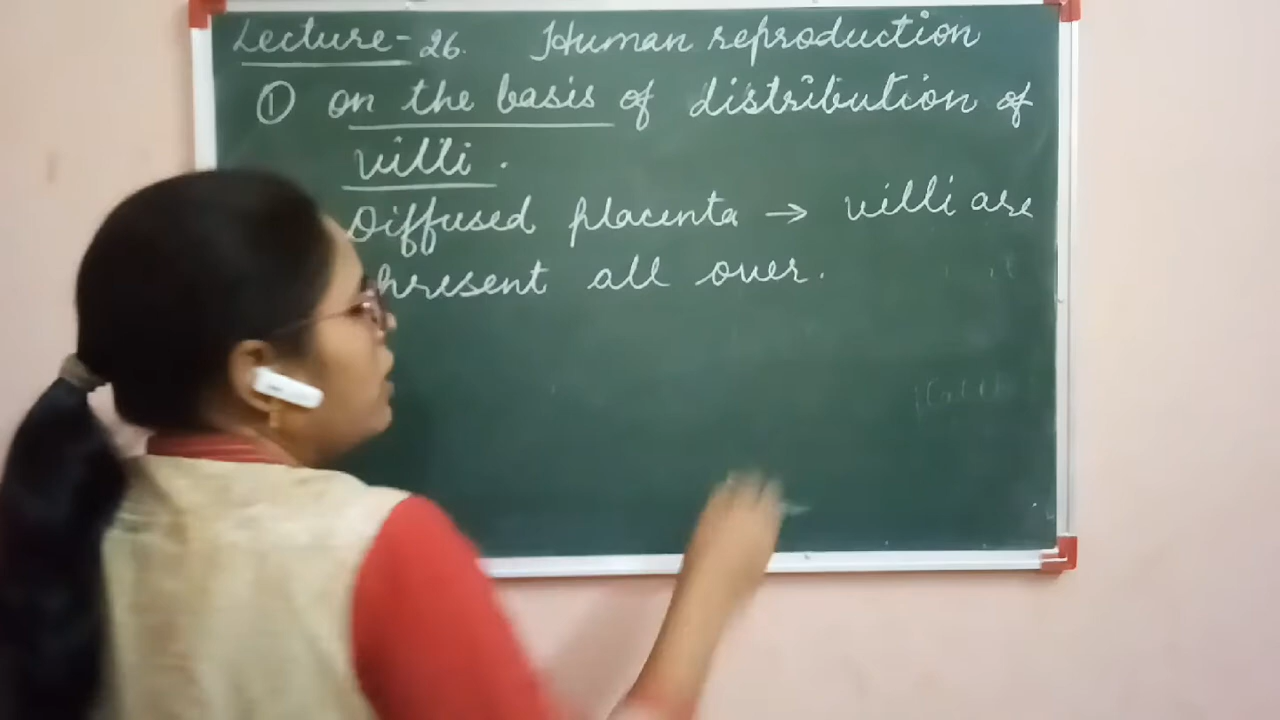 Lecture-26. Human reproduction
① on the basis of distribution of
villi.
Diffused placenta → villi are
present all over.